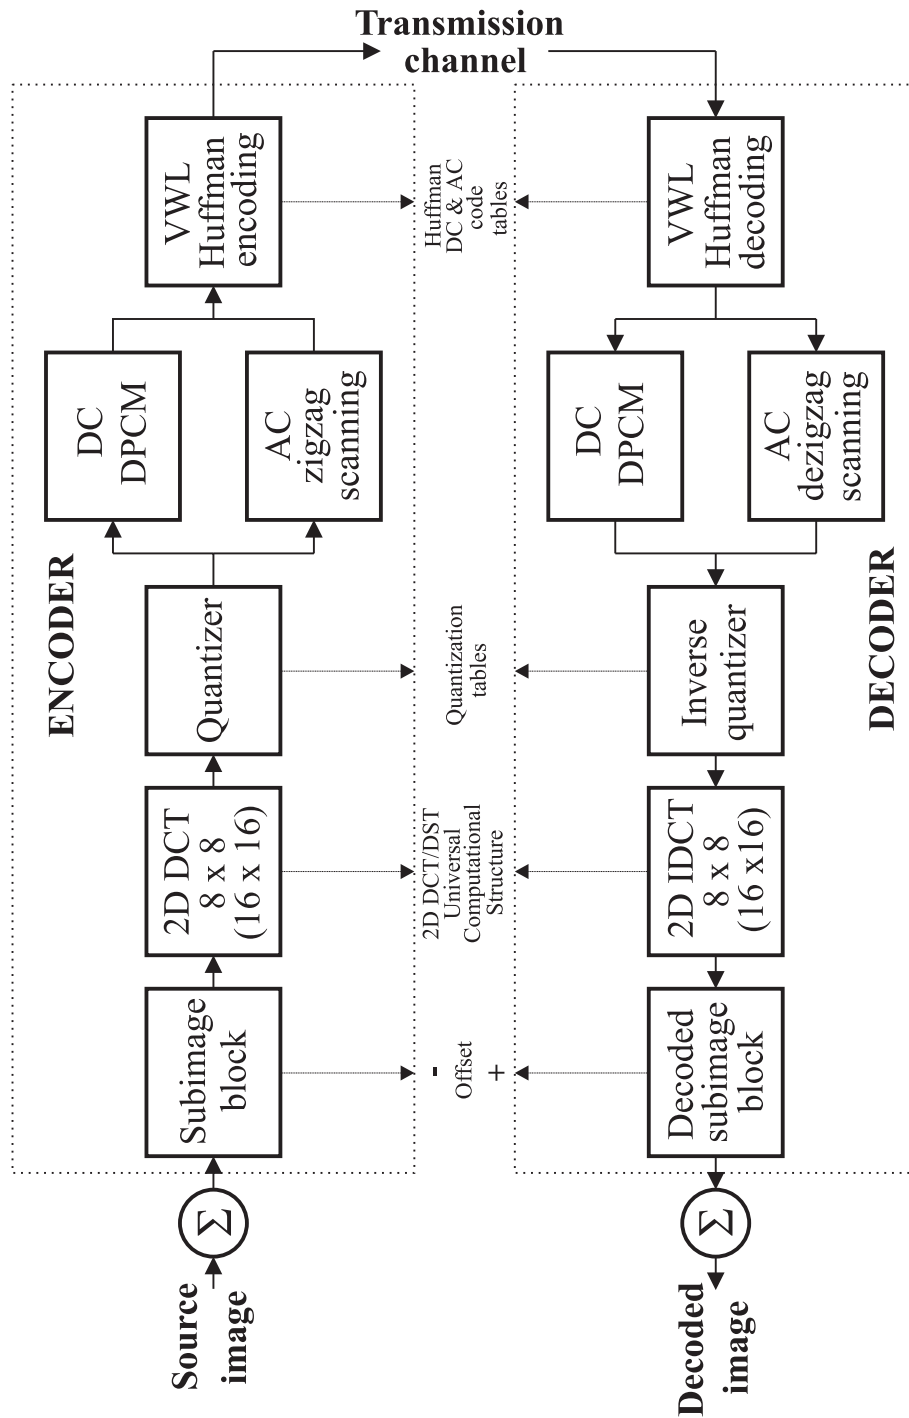 Transmission
channel
ENCODER
Source
image
Σ
Subimage
block
2D DCT
8 x 8
(16 x 16)
Quantizer
DC
DPCM
AC
zigzag
scanning
VWL
Huffman
encoding
-
Offset
+
2D DCT/DST
Universal
Computational
Structure
Quantization
tables
Huffman
DC & AC
code
tables
Decoded
image
Σ
Decoded
subimage
block
2D IDCT
8 x 8
(16 x16)
Inverse
quantizer
DC
DPCM
AC
dezigzag
scanning
VWL
Huffman
decoding
DECODER